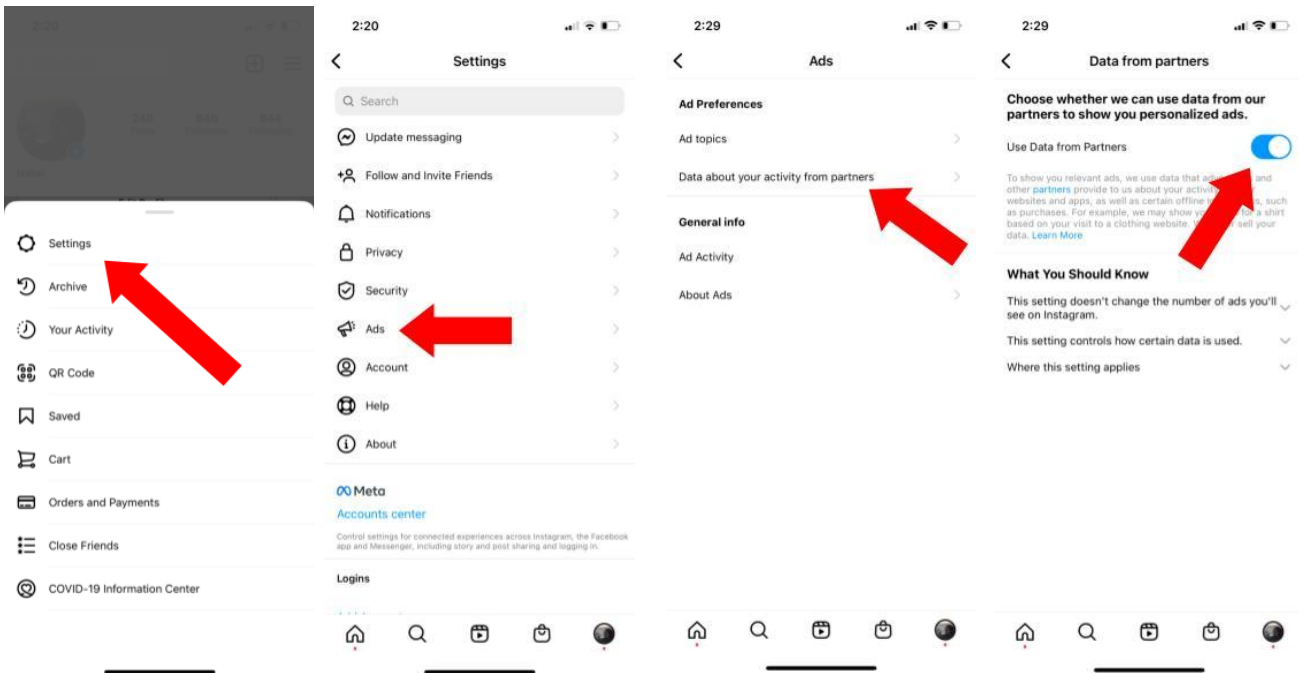 2:20
Settings
Archive
Your Activity
QR Code
Saved
Cart
Orders and Payments
Close Friends
COVID-19 Information Center
2:20
Settings
Search
Update messaging
Follow and Invite Friends
Notifications
Privacy
Security
Ads
Account
Help
About
Meta
Accounts center
Control settings for connected experiences across Instagram, the Facebook
app and Messenger, including story and post sharing and logging in.
Logins
2:29
Ads
Ad Preferences
Ad topics
Data about your activity from partners
General info
Ad Activity
About Ads
2:29
Data from partners
Choose whether we can use data from our
partners to show you personalized ads.
Use Data from Partners
To show you relevant ads, we use data that and
other partners provide to us about your
websites and apps, as well as certain offline such
as purchases. For example, we may show for a shirt
based on your visit to a clothing website. sell your
data. Learn More
What You Should Know
This setting doesn't change the number of ads you'll
see on Instagram.
This setting controls how certain data is used.
Where this setting applies